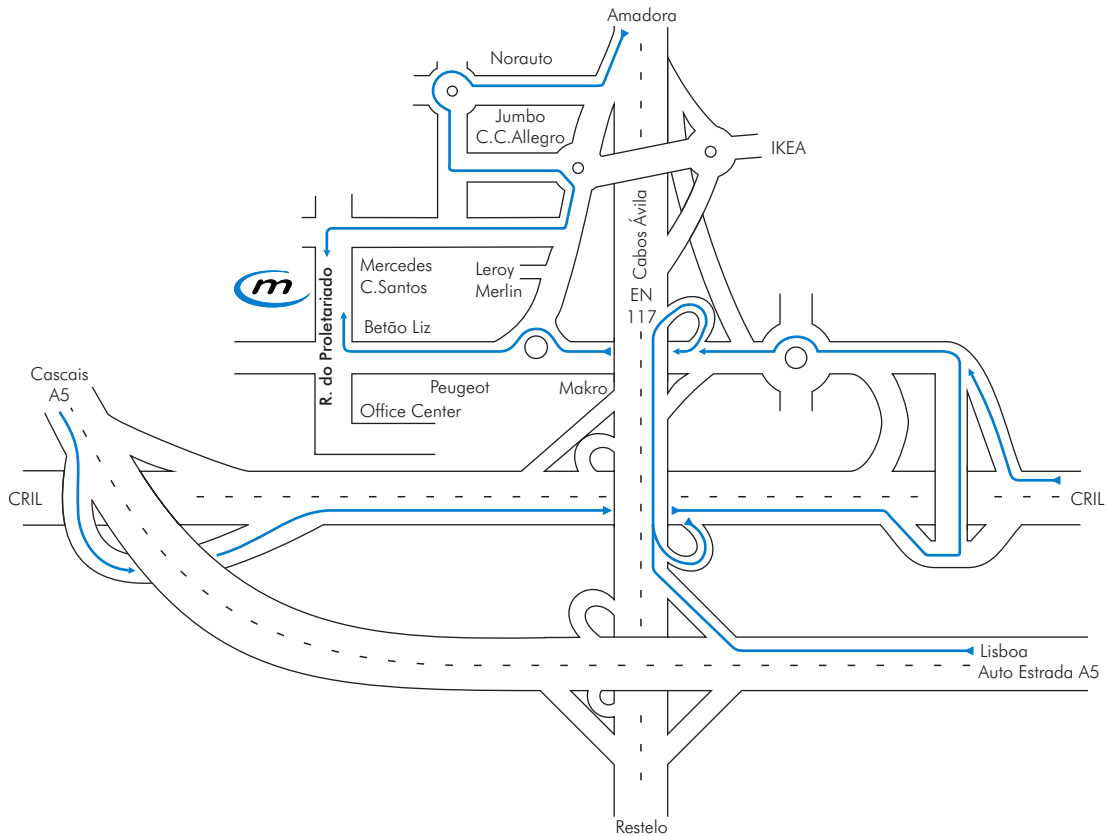 Amadora
Norauto
Jumbo
C.C.Allegro
IKEA
Cabos Ávila
EN
117
m
R. do Proletariado
Mercedes
C.Santos
Leroy
Merlin
Betão Liz
Cascais
A5
Peugeot
Makro
Office Center
CRIL
CRIL
Lisboa
Auto Estrada A5
Restelo